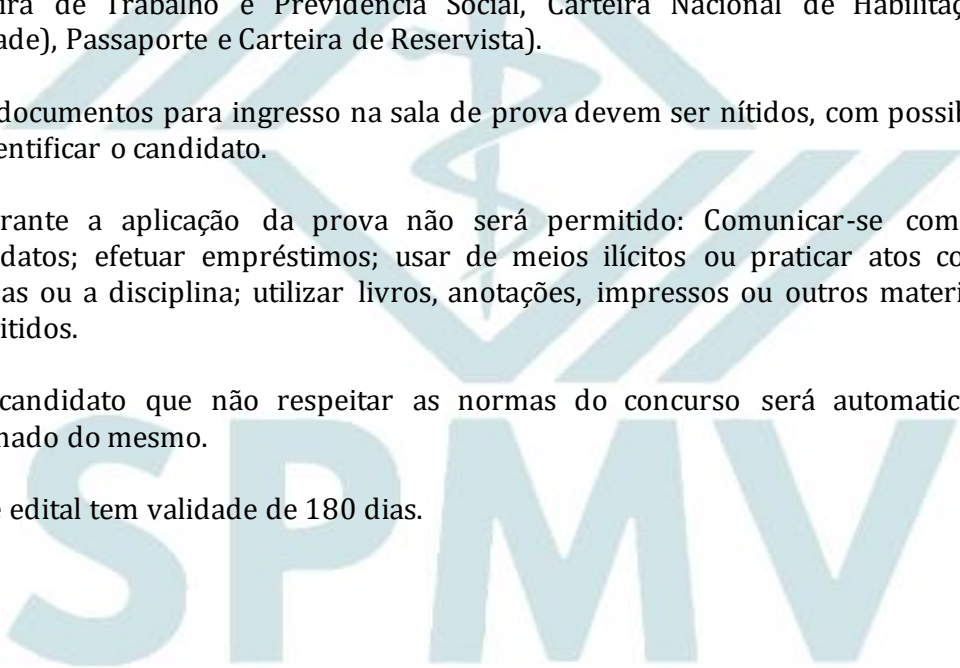 ira de Trabalho e Previdência Social, Carteira Nacional de Habilitaç
ade), Passaporte e Carteira de Reservista).
documentos para ingresso na sala de prova devem ser nítidos, com possib
entificar o candidato.
rante a aplicação da prova não será permitido: Comunicar-se com
datos; efetuar empréstimos; usar de meios ilícitos ou praticar atos co
as ou a disciplina; utilizar livros, anotações, impressos ou outros materi
itidos.
candidato que não respeitar as normas do concurso será automatic
nado do mesmo.
e edital tem validade de 180 dias.
SPMV